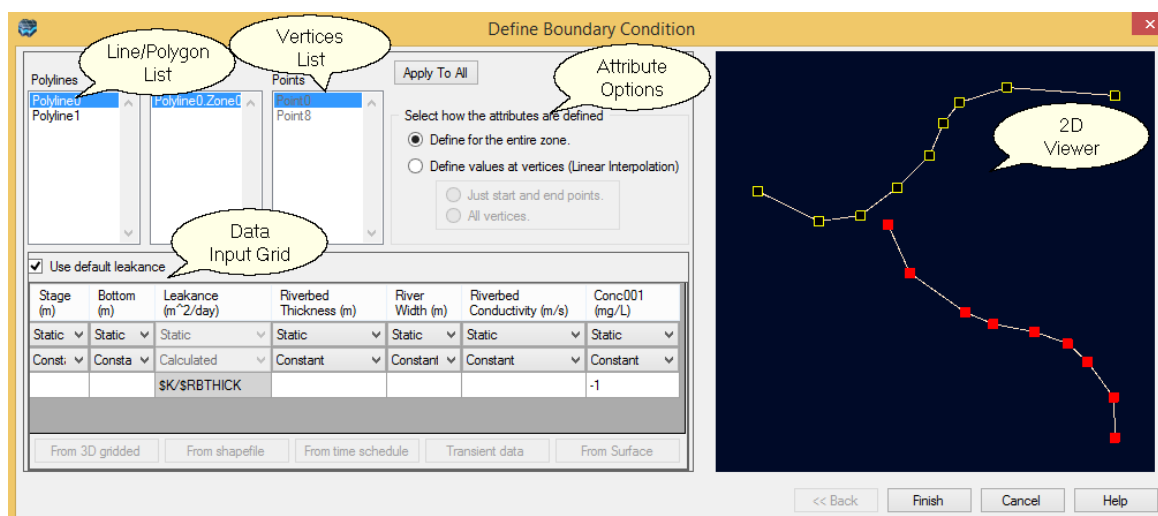 Define Boundary Condition
x
Line/Polygon
List
Vertices
List
Attribute
Options
2D
Viewer
Data
Input Grid
Polylines
Points
Apply To All
Polyline0
Polyline1
Polyline0.Zone0
Point0
Point8
Select how the attributes are defined
Define for the entire zone.
Define values at vertices (Linear Interpolation)
Just start and end points.
All vertices.
Use default leakance
Stage (m) Bottom (m) Leakance (m^2/day) Riverbed Thickness (m) River Width (m) Riverbed Conductivity (m/s) Conc001 (mg/L)
Static Static Static Static Static Static Static
Consta Consta Calculated Constant Constant Constant Constant
$K/$RBTHICK -1
From 3D gridded From shapefile From time schedule Transient data From Surface
<< Back Finish Cancel Help